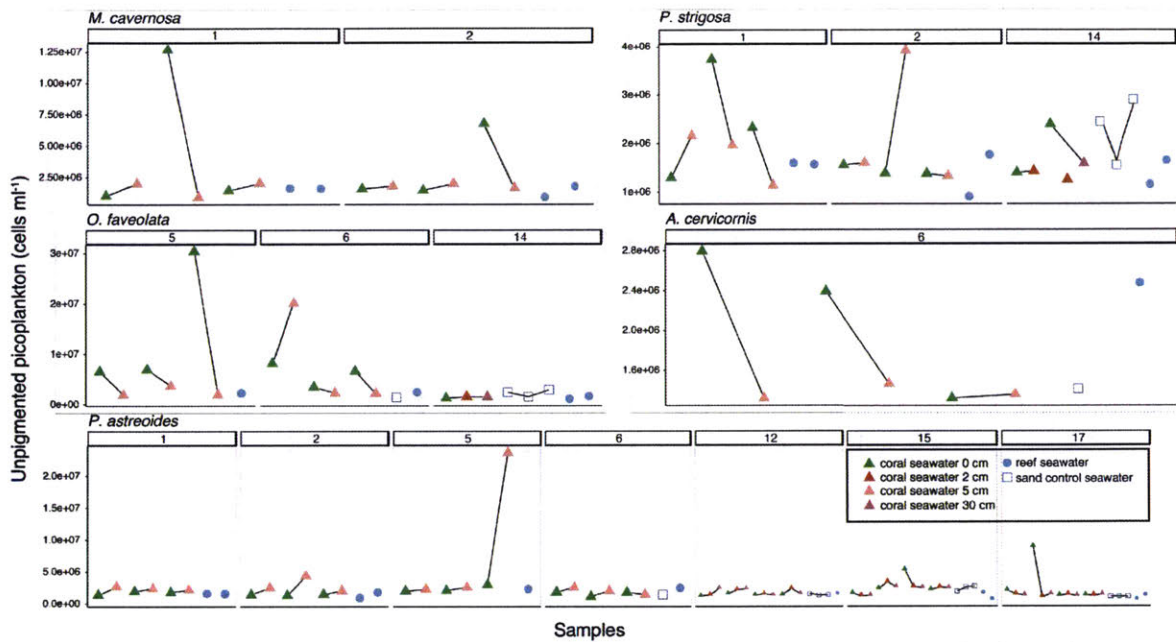 M. cavernosa
1 2
1.25e+07
1.00e+07
7.50e+06
5.00e+06
2.50e+06
P. strigosa
1 2 14
4e+06
3e+06
2e+06
1e+06
Unpigmented picoplankton (cells ml⁻¹)
O. faveolata
5 6 14
3e+07
2e+07
1e+07
0e+00
A. cervicornis
6
2.8e+06
2.4e+06
2.0e+06
1.6e+06
P. astreoides
1 2 5 6 12 15 17
2.0e+07
1.5e+07
1.0e+07
5.0e+06
0.0e+00
coral seawater 0 cm
coral seawater 2 cm
coral seawater 5 cm
coral seawater 30 cm
reef seawater
sand control seawater
Samples